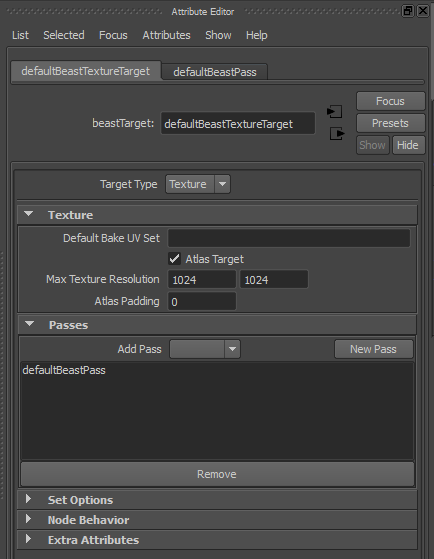 Attribute Editor
List Selected Focus Attributes Show Help
defaultBeastTextureTarget defaultBeastPass
Focus
beastTarget: defaultBeastTextureTarget Presets
Show Hide
Target Type Texture
Texture
Default Bake UV Set
Atlas Target
Max Texture Resolution 1024 1024
Atlas Padding 0
Passes
Add Pass New Pass
defaultBeastPass
Remove
Set Options
Node Behavior
Extra Attributes